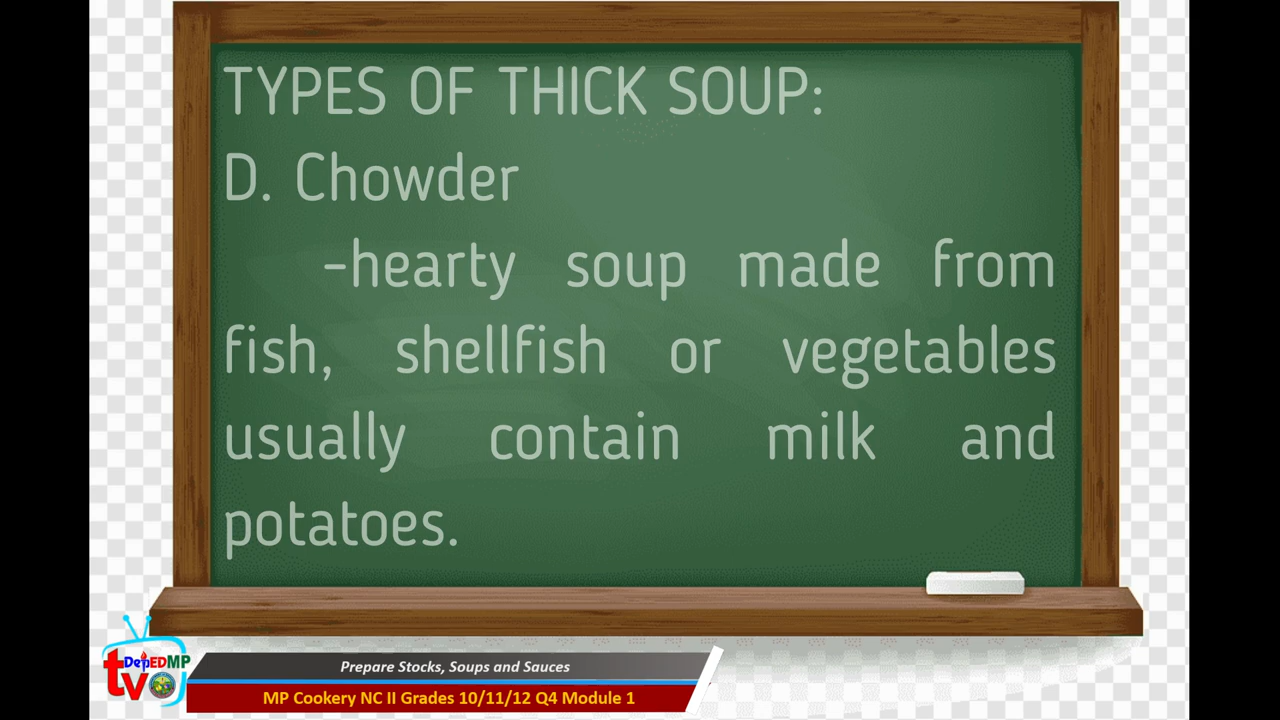 TYPES OF THICK SOUP:
D. Chowder
-hearty soup made from
fish, shellfish or vegetables
usually contain milk and
potatoes.
DepEDMP
tvo
Prepare Stocks, Soups and Sauces
MP Cookery NC II Grades 10/11/12 Q4 Module 1